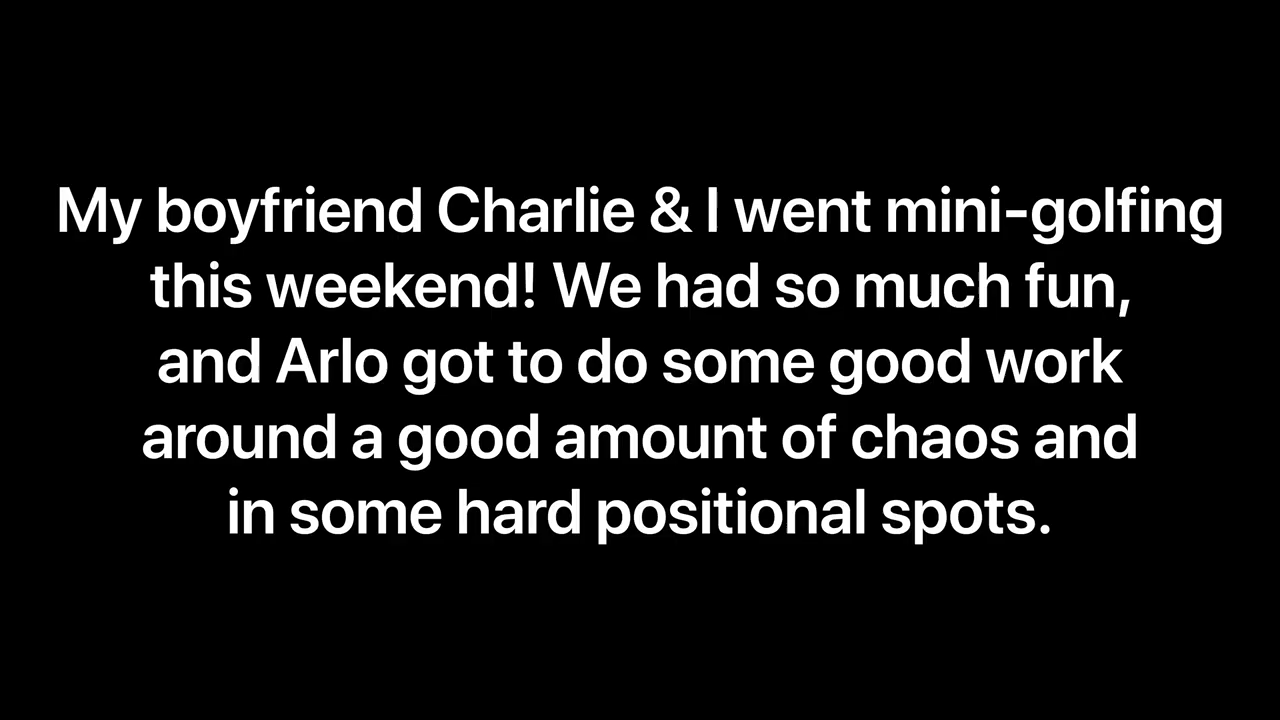 My boyfriend Charlie & I went mini-golfing
this weekend! We had so much fun,
and Arlo got to do some good work
around a good amount of chaos and
in some hard positional spots.